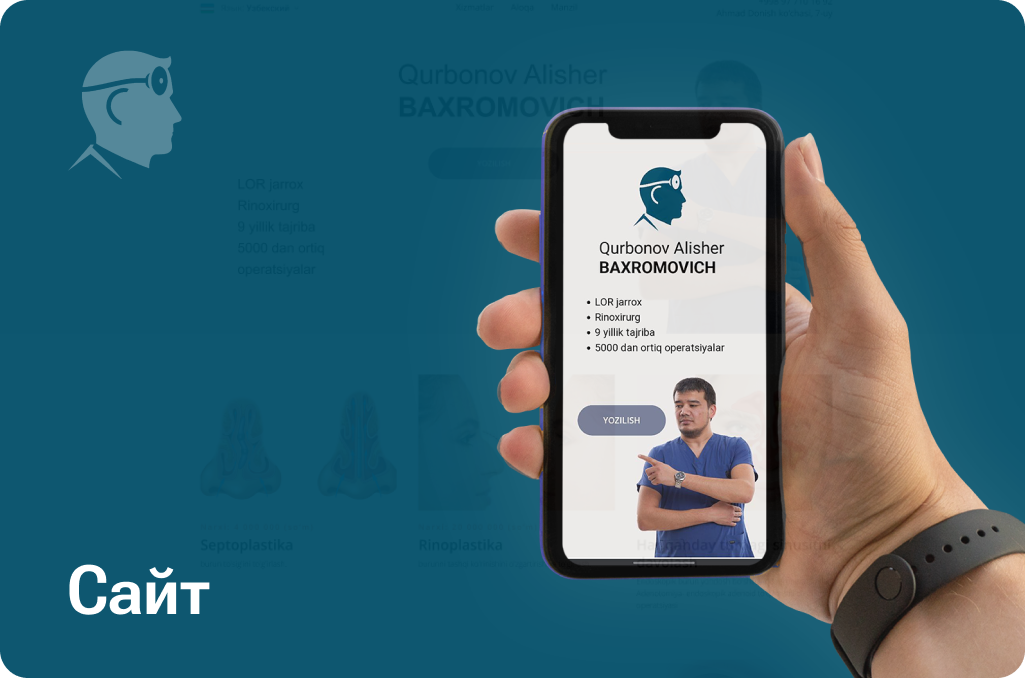 Qurbonov Alisher
BAXROMOVICH
LOR jarrox
Rinoxirurg
9 yillik tajriba
5000 dan ortiq
operatsiyalar
Qurbonov Alisher
BAXROMOVICH
• LOR jarrox
• Rinoxirurg
• 9 yillik tajriba
• 5000 dan ortiq operatsiyalar
YOZILISH
Septoplastika
Rinoplastika
Сайт